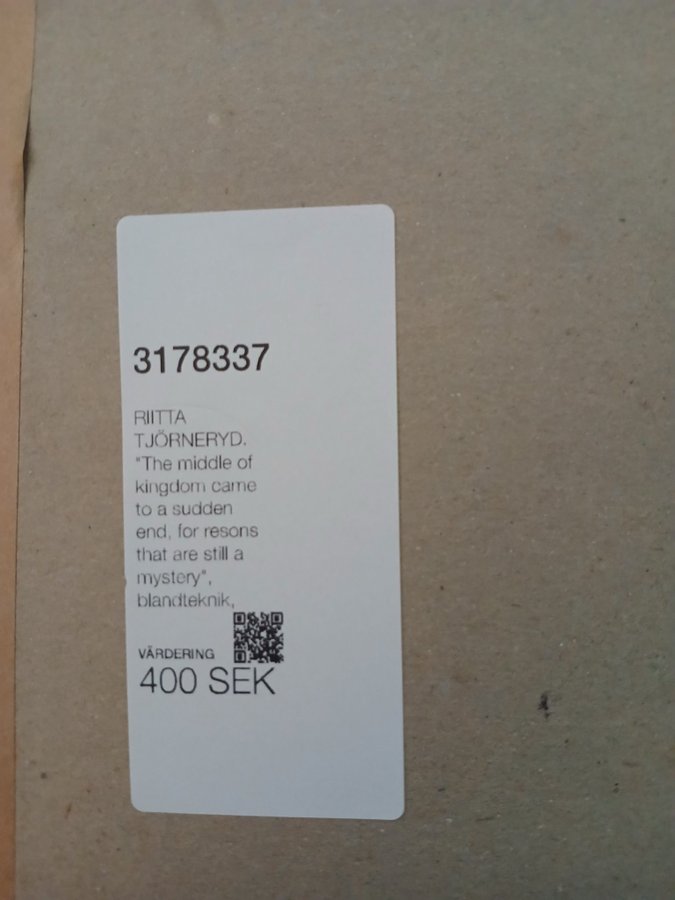 3178337
RIITTA
TJÖRNERYD.
"The middle of
kingdom came
to a sudden
end, for resons
that are still a
mystery",
blandteknik,
VÄRDERING
400 SEK